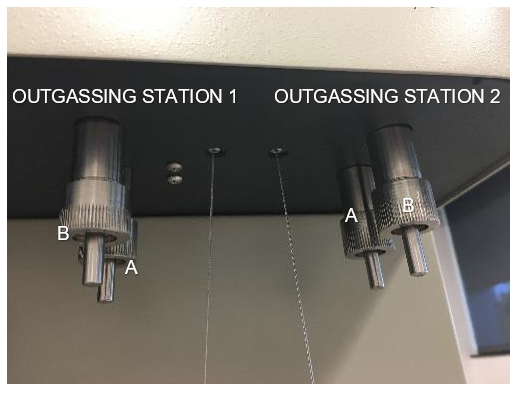 OUTGASSING STATION 1
OUTGASSING STATION 2
B
A
A
B